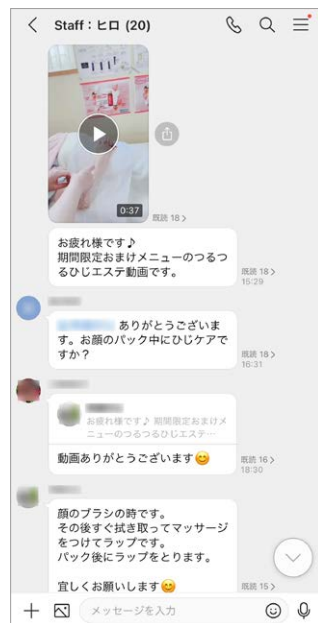 Staff:ヒロ (20)
0:37
既読 18 >
お疲れ様です♪
期間限定おまけメニューのつるつ
るひじエステ動画です。
既読 18 >
15:29
ありがとうございま
す。お顔のパック中にひじケアで
すか?
既読 18 >
16:31
お疲れ様です♪ 期間限定おまけメ
ニューのつるつるひじエステ…
動画ありがとうございます😊
既読 16 >
18:30
顔のブラシの時です。
その後すぐ拭き取ってマッサージ
をつけてラップです。
パック後にラップをとります。
宜しくお願いします😊
既読 15 >
メッセージを入力